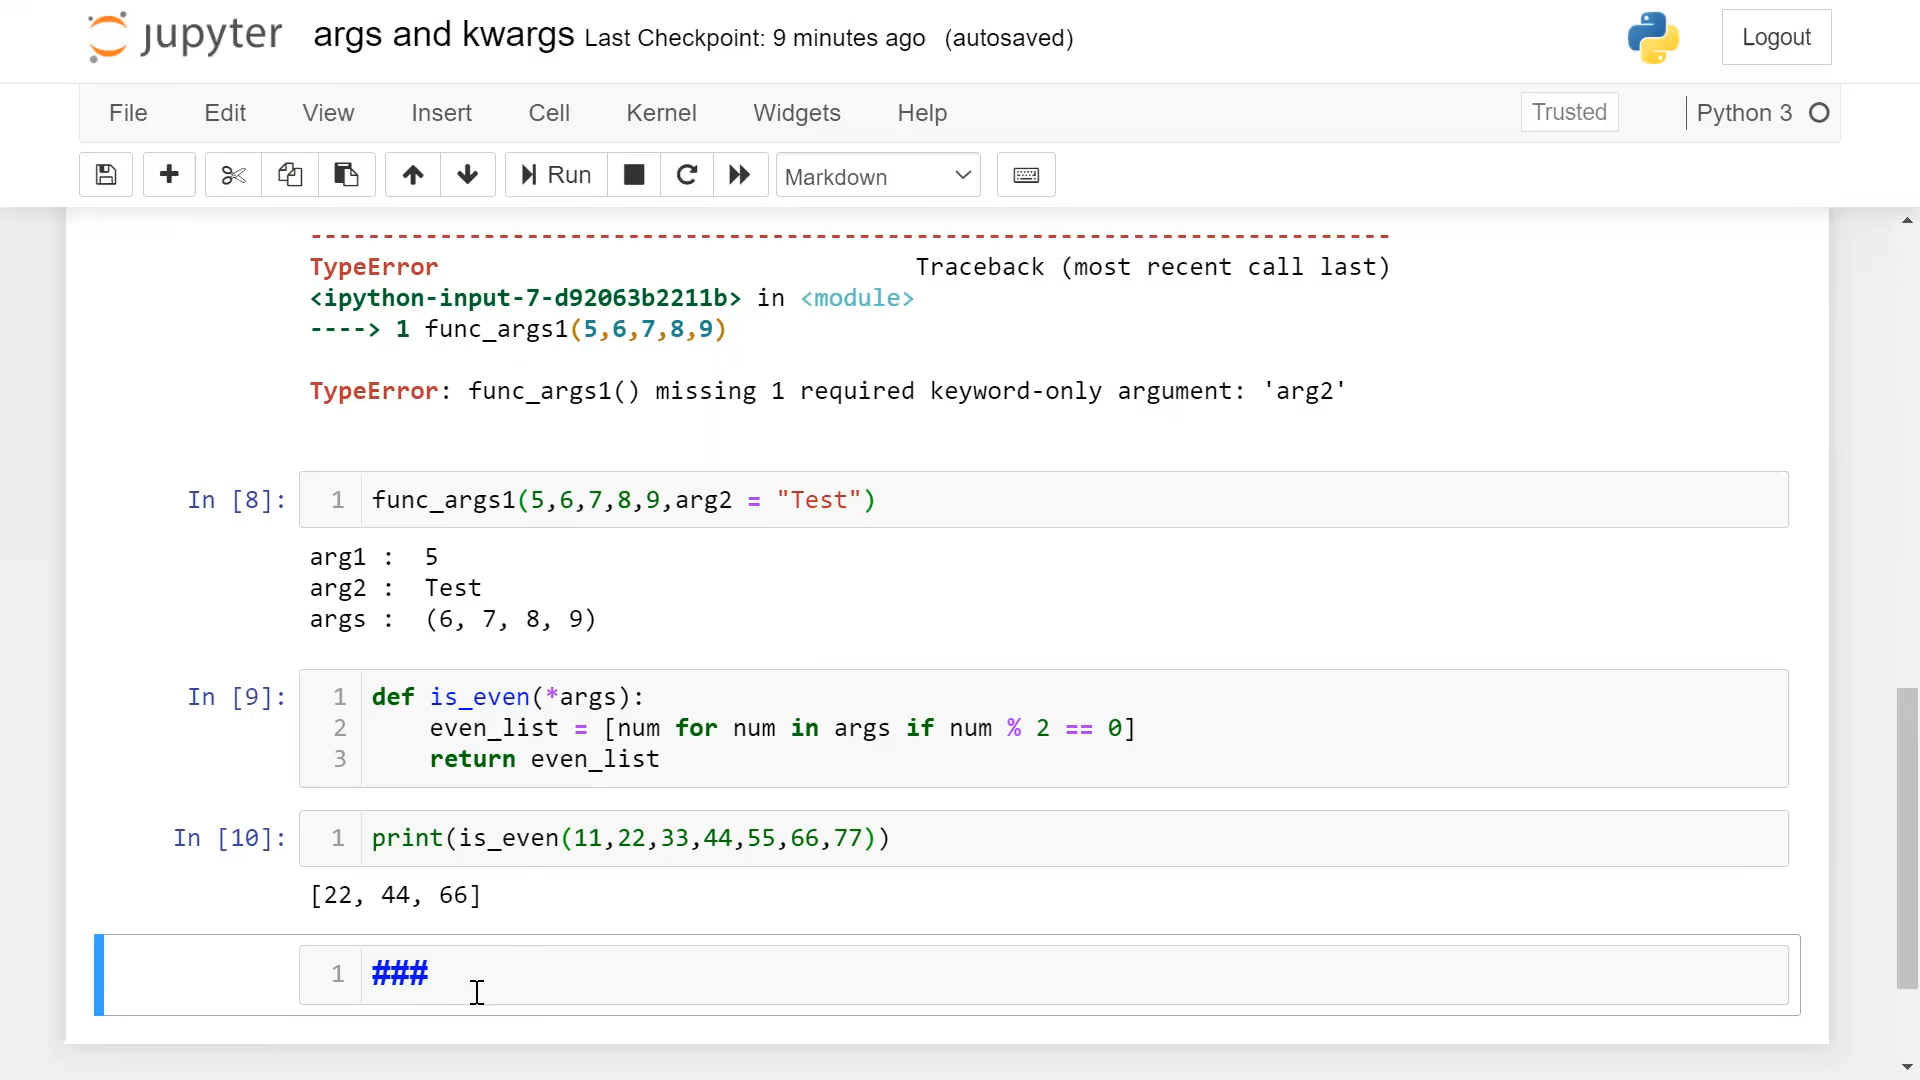 jupyter args and kwargs Last Checkpoint: 9 minutes ago (autosaved) Logout
File Edit View Insert Cell Kernel Widgets Help Trusted Python 3
Run Markdown
---------------------------------------------------------------------------
TypeError Traceback (most recent call last)
<ipython-input-7-d92063b2211b> in <module>
----> 1 func_args1(5,6,7,8,9)
TypeError: func_args1() missing 1 required keyword-only argument: 'arg2'
In [8]: 1 func_args1(5,6,7,8,9,arg2 = "Test")
arg1 : 5
arg2 : Test
args : (6, 7, 8, 9)
In [9]: 1 def is_even(*args):
2 even_list = [num for num in args if num % 2 == 0]
3 return even_list
In [10]: 1 print(is_even(11,22,33,44,55,66,77))
[22, 44, 66]
1 ###